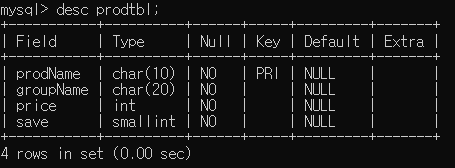 mysql> desc prodtbl;
+-----------+----------+------+-----+---------+-------+
| Field     | Type     | Null | Key | Default | Extra |
+-----------+----------+------+-----+---------+-------+
| prodName  | char(10) | NO   | PRI | NULL    |       |
| groupName | char(20) | NO   |     | NULL    |       |
| price     | int      | NO   |     | NULL    |       |
| save      | smallint | NO   |     | NULL    |       |
+-----------+----------+------+-----+---------+-------+
4 rows in set (0.00 sec)